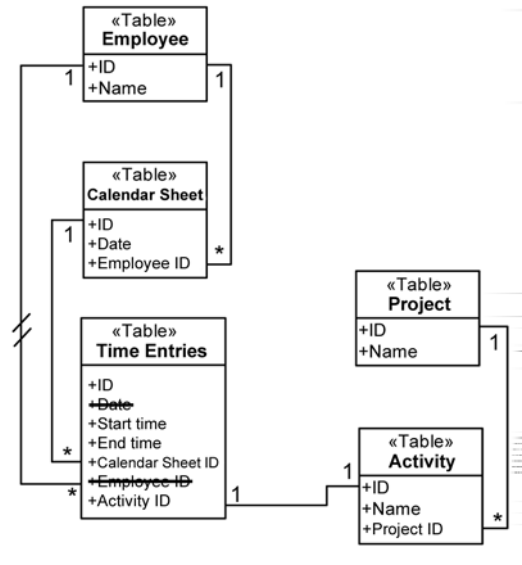 «Table»
Employee
+ID
+Name
1
1
«Table»
Calendar Sheet
+ID
+Date
+Employee ID
1
*
«Table»
Time Entries
+ID
+Date
+Start time
+End time
+Calendar Sheet ID
+Employee ID
+Activity ID
*
*
1
«Table»
Project
+ID
+Name
1
«Table»
Activity
+ID
+Name
+Project ID
1
*